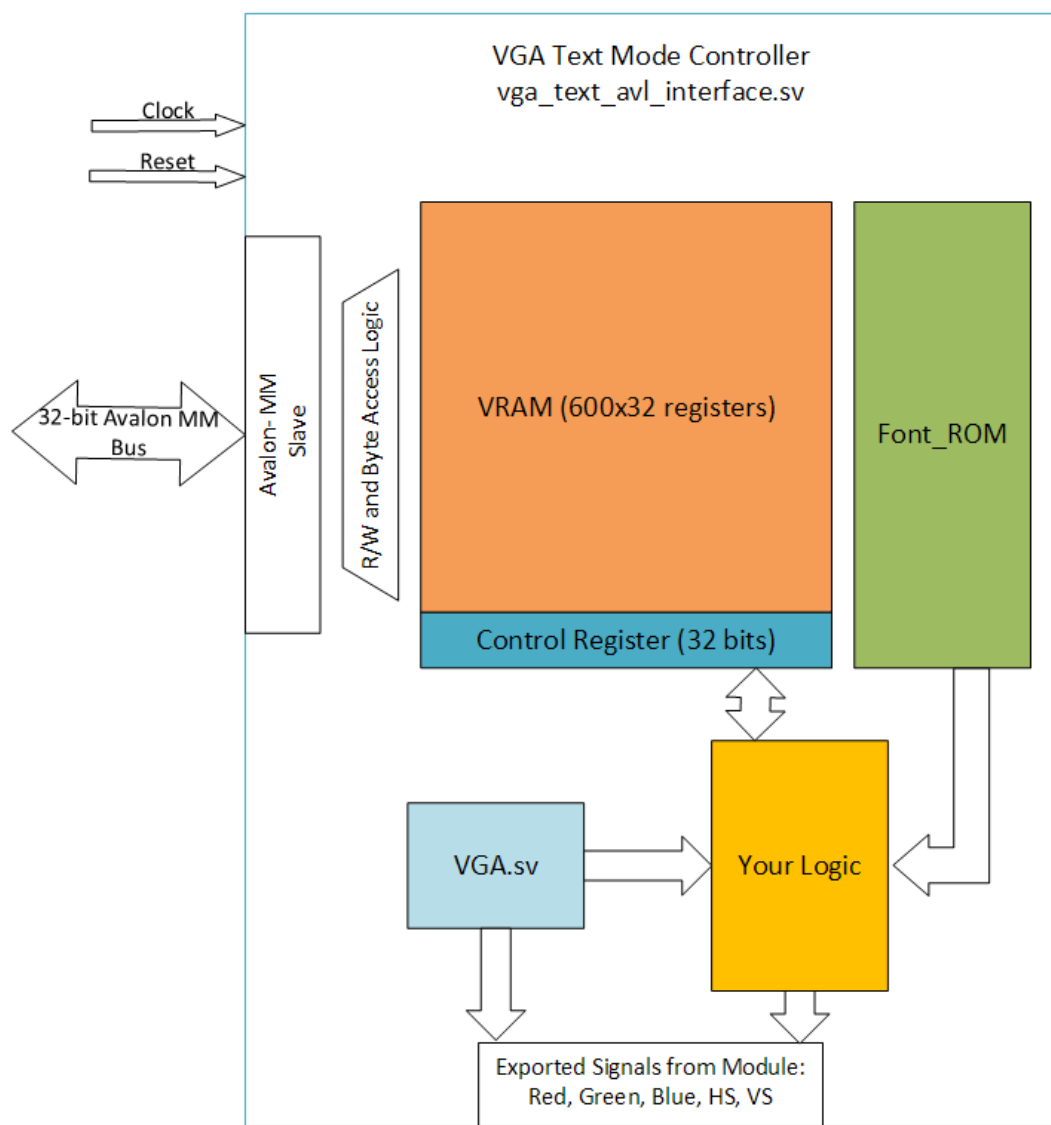 VGA Text Mode Controller
vga_text_avl_interface.sv
Clock
Reset
32-bit Avalon MM
Bus
Avalon- MM
Slave
R/W and Byte Access Logic
VRAM (600x32 registers)
Font_ROM
Control Register (32 bits)
VGA.sv
Your Logic
Exported Signals from Module:
Red, Green, Blue, HS, VS